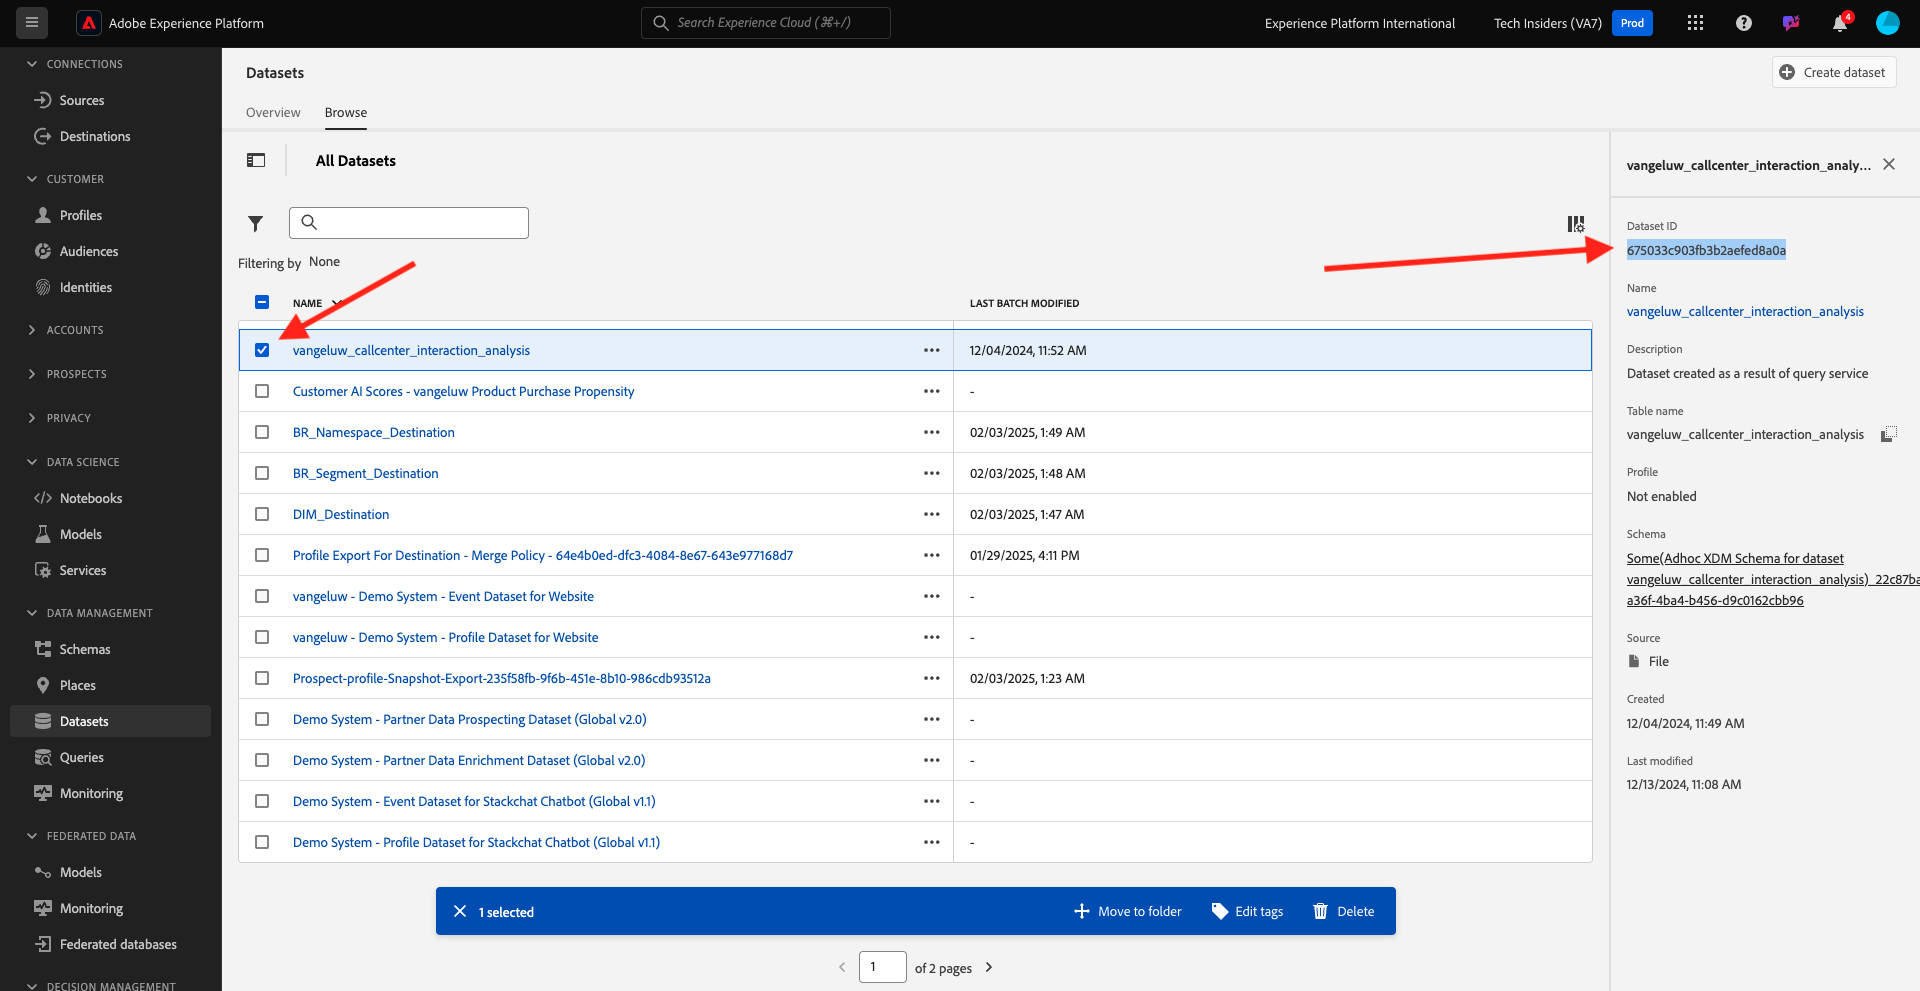 Adobe Experience Platform
Search Experience Cloud (⌘+/)
Experience Platform International
Tech Insiders (VA7)
Prod
4
CONNECTIONS
Sources
Destinations
CUSTOMER
Profiles
Audiences
Identities
ACCOUNTS
PROSPECTS
PRIVACY
DATA SCIENCE
Notebooks
Models
Services
DATA MANAGEMENT
Schemas
Places
Datasets
Queries
Monitoring
FEDERATED DATA
Models
Monitoring
Federated databases
DECISION MANAGEMENT
Datasets
Create dataset
Overview
Browse
All Datasets
Filtering by None
NAME
LAST BATCH MODIFIED
vangeluw_callcenter_interaction_analysis
12/04/2024, 11:52 AM
Customer AI Scores - vangeluw Product Purchase Propensity
-
BR_Namespace_Destination
02/03/2025, 1:49 AM
BR_Segment_Destination
02/03/2025, 1:48 AM
DIM_Destination
02/03/2025, 1:47 AM
Profile Export For Destination - Merge Policy - 64e4b0ed-dfc3-4084-8e67-643e977168d7
01/29/2025, 4:11 PM
vangeluw - Demo System - Event Dataset for Website
-
vangeluw - Demo System - Profile Dataset for Website
-
Prospect-profile-Snapshot-Export-235f58fb-9f6b-451e-8b10-986cdb93512a
02/03/2025, 1:23 AM
Demo System - Partner Data Prospecting Dataset (Global v2.0)
-
Demo System - Partner Data Enrichment Dataset (Global v2.0)
-
Demo System - Event Dataset for Stackchat Chatbot (Global v1.1)
-
Demo System - Profile Dataset for Stackchat Chatbot (Global v1.1)
-
1 selected
Move to folder
Edit tags
Delete
1
of 2 pages
vangeluw_callcenter_interaction_analy...
Dataset ID
675033c903fb3b2aefed8a0a
Name
vangeluw_callcenter_interaction_analysis
Description
Dataset created as a result of query service
Table name
vangeluw_callcenter_interaction_analysis
Profile
Not enabled
Schema
Some(Adhoc XDM Schema for dataset
vangeluw_callcenter_interaction_analysis)_22c87ba
a36f-4ba4-b456-d9c0162cbb96
Source
File
Created
12/04/2024, 11:49 AM
Last modified
12/13/2024, 11:08 AM